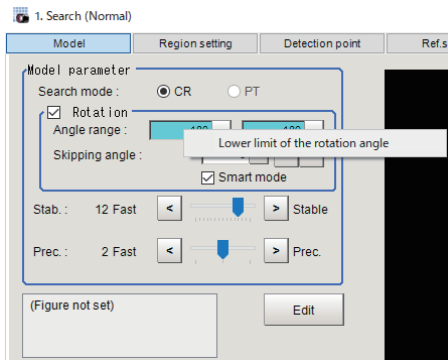 1. Search (Normal)
Model Region setting Detection point Ref.s
Model parameter
Search mode : CR PT
Rotation
Angle range :
Lower limit of the rotation angle
Skipping angle :
Smart mode
Stab. : 12 Fast < > Stable
Prec. : 2 Fast < > Prec.
(Figure not set) Edit